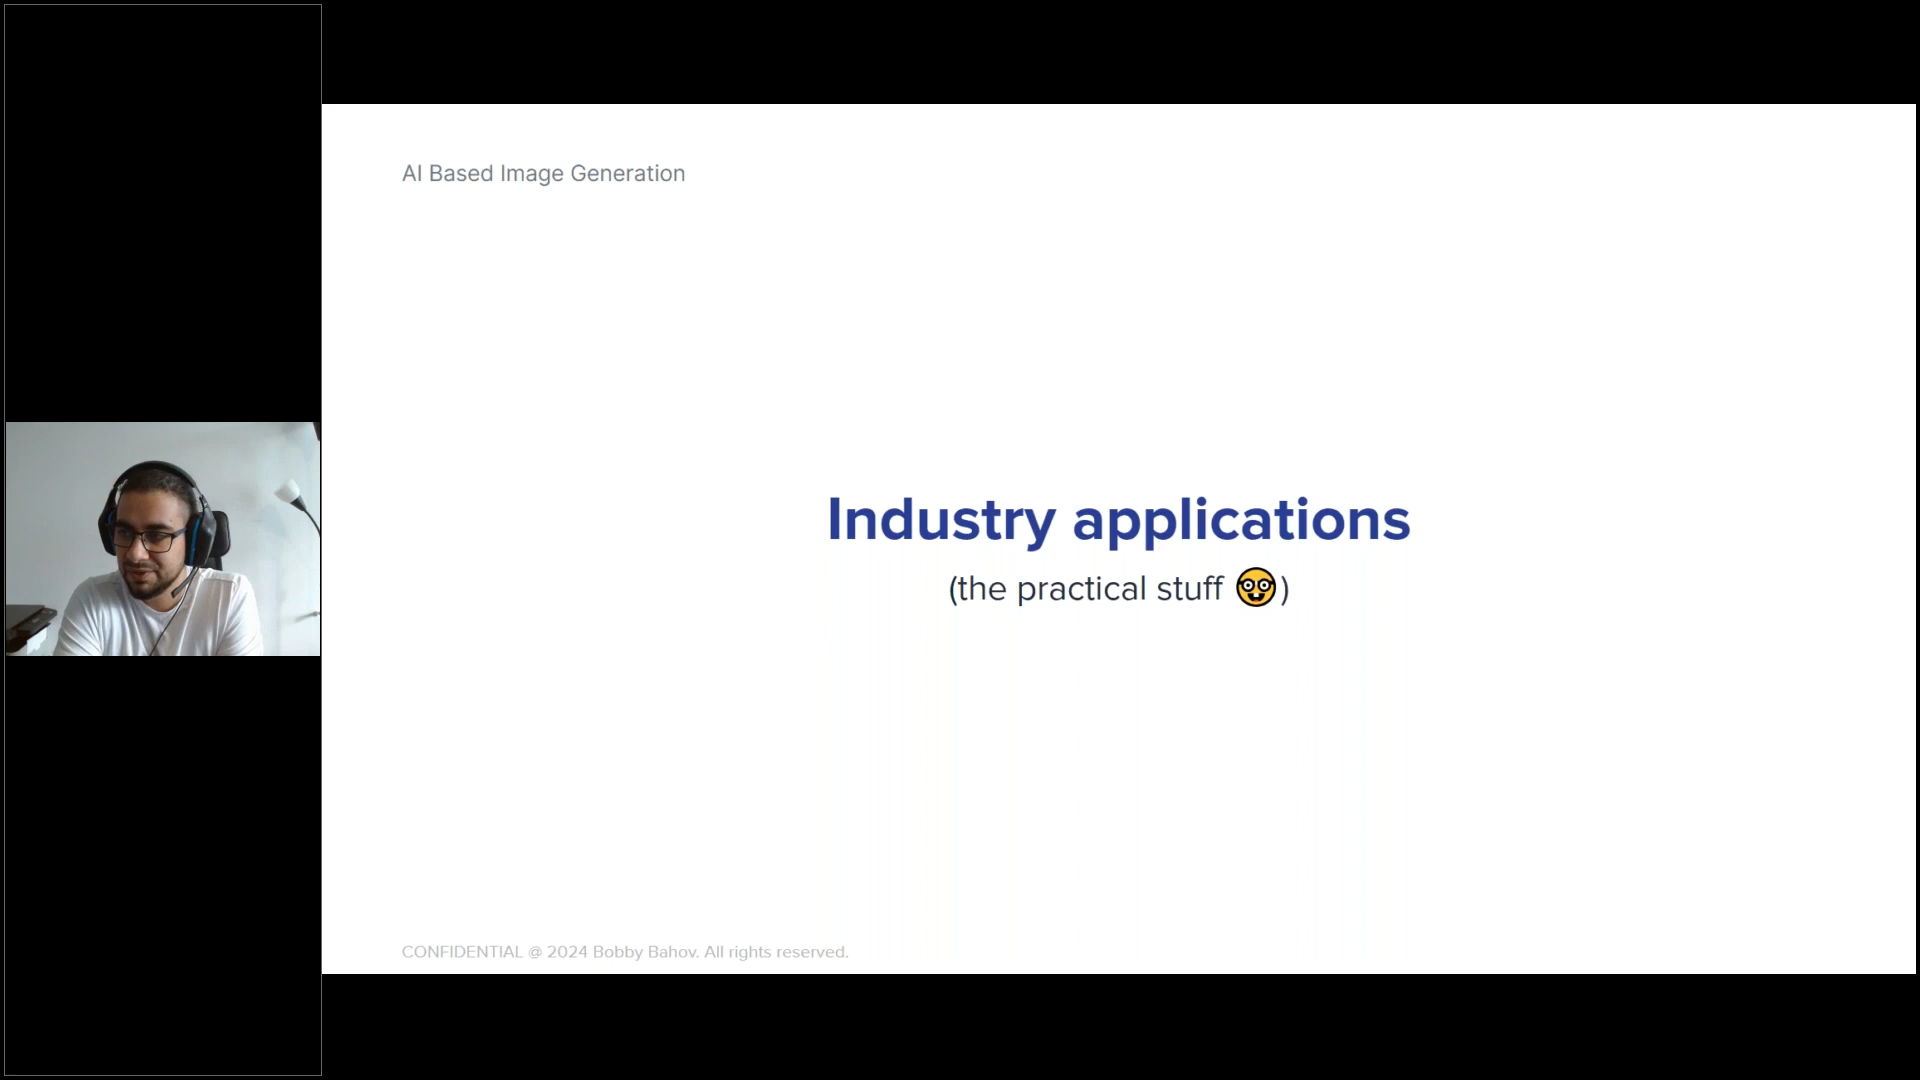 AI Based Image Generation
Industry applications
(the practical stuff 🤓)
CONFIDENTIAL @ 2024 Bobby Bahov. All rights reserved.